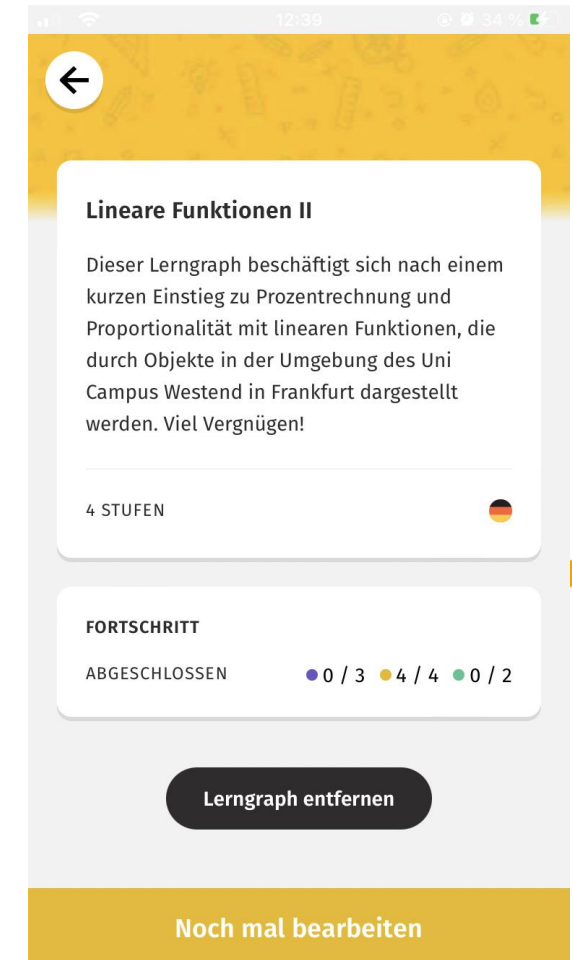 12:39
34 %
Lineare Funktionen II
Dieser Lerngraph beschäftigt sich nach einem
kurzen Einstieg zu Prozentrechnung und
Proportionalität mit linearen Funktionen, die
durch Objekte in der Umgebung des Uni
Campus Westend in Frankfurt dargestellt
werden. Viel Vergnügen!
4 STUFEN
FORTSCHRITT
ABGESCHLOSSEN 0 / 3 4 / 4 0 / 2
Lerngraph entfernen
Noch mal bearbeiten